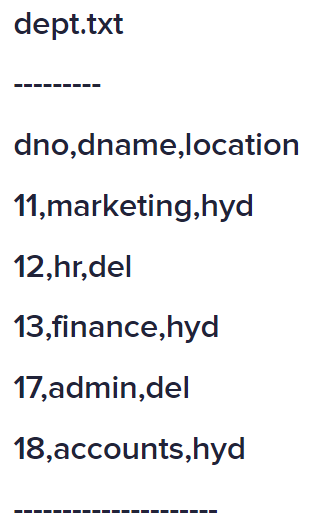 dept.txt
---------
dno,dname,location
11,marketing,hyd
12,hr,del
13,finance,hyd
17,admin,del
18,accounts,hyd
---------------------